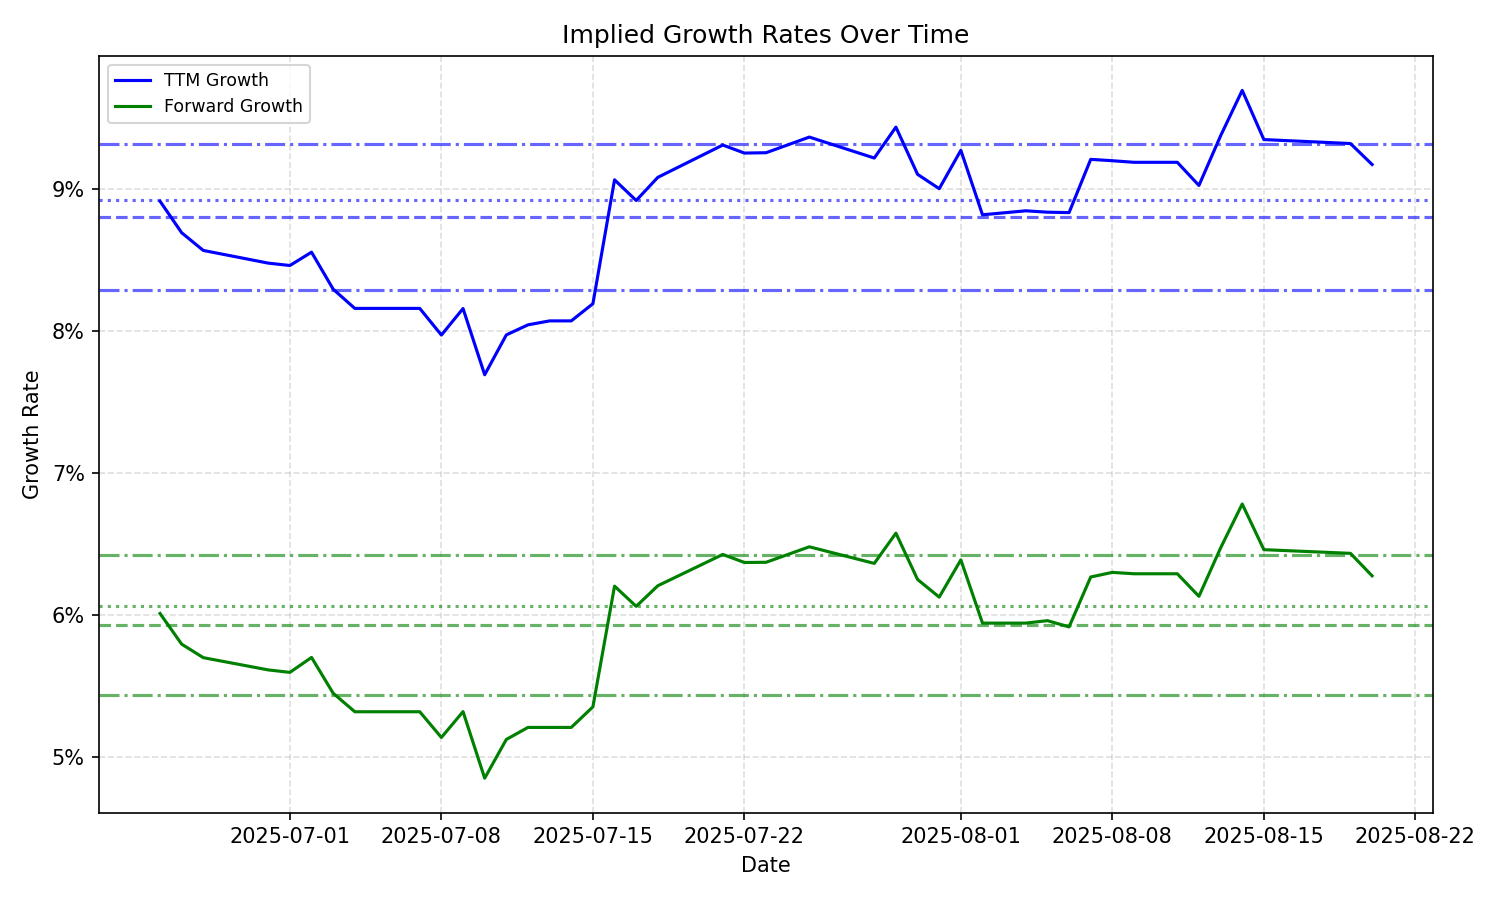 Implied Growth Rates Over Time
TTM Growth
Forward Growth
9%
8%
7%
6%
5%
Growth Rate
2025-07-01 2025-07-08 2025-07-15 2025-07-22 2025-08-01 2025-08-08 2025-08-15 2025-08-22
Date